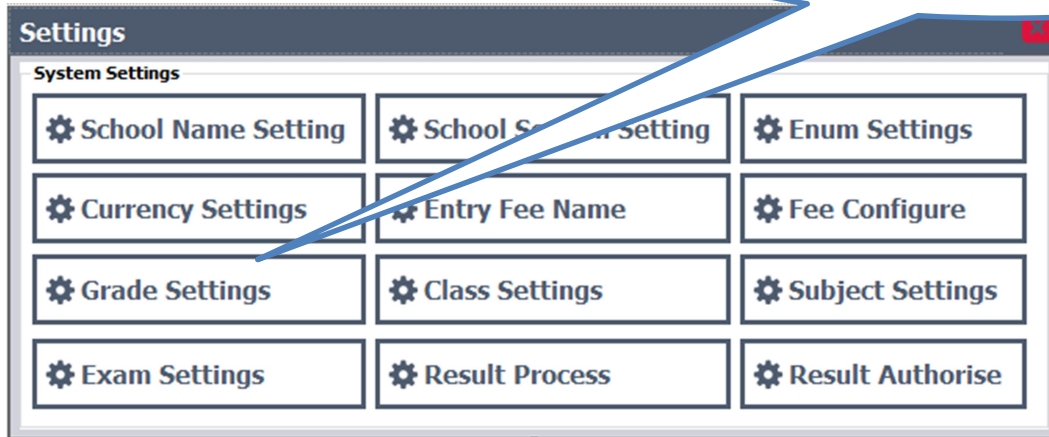 Settings
System Settings
School Name Setting
School Setting
Enum Settings
Currency Settings
Entry Fee Name
Fee Configure
Grade Settings
Class Settings
Subject Settings
Exam Settings
Result Process
Result Authorise